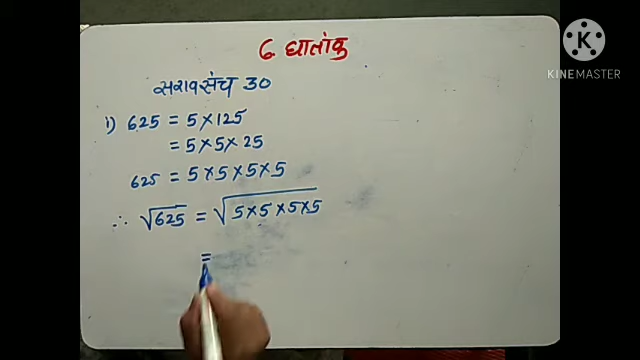 6. घातांक
सरावसंच 30
1) 625 = 5 × 125
= 5 × 5 × 25
625 = 5 × 5 × 5 × 5
∴ √625 = √5×5×5×5
=
K
KINEMASTER